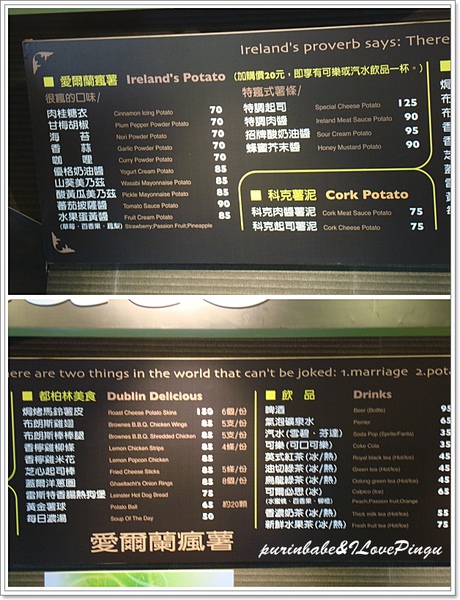 Ireland's proverb says: There
愛爾蘭瘋薯 Ireland's Potato (加購價20元，即享有可樂或汽水飲品一杯。)
很瘋的口味/
肉桂糖衣 Cinnamon Icing Potato 70
甘梅胡椒 Plum Pepper Powder Potato 70
海苔 Nori Powder Potato 70
香蒜 Garlic Powder Potato 70
咖哩 Curry Powder Potato 70
優格奶油醬 Yogurt Cream Potato 85
山葵美乃茲 Wasabi Mayonnaise Potato 85
酸黃瓜美乃茲 Pickle Mayonnaise Potato 85
蕃茄披薩醬 Tomato Sauce Potato 90
水果蛋黃醬 Fruit Cream Potato 85
(草莓、百香果、鳳梨) Strawberry;Passion Fruit;Pineapple
特瘋式薯條/
特調起司 Special Cheese Potato 125
特調肉醬 Ireland Meat Sauce Potato 90
招牌酸奶油醬 Sour Cream Potato 95
蜂蜜芥末醬 Honey Mustard Potato 90
科克薯泥 Cork Potato
科克肉醬薯泥 Cork Meat Sauce Potato 75
科克起司薯泥 Cork Cheese Potato 75
ere are two things in the world that can't be joked: 1.marriage 2.pot
都柏林美食 Dublin Delicious
焗烤馬鈴薯皮 Roast Cheese Potato Skins 180 6個/份
布朗斯雞翅 Brownes B.B.Q. Chicken Wings 85 5支/份
布朗斯棒棒腿 Brownes B.B.Q. Shredded Chicken 85 5支/份
香檸雞柳條 Lemon Chicken Strips 85 4條/份
香檸雞米花 Lemon Popcorn Chicken 65
芝心起司棒 Fried Cheese Sticks 85 5條/份
蓋爾洋蔥圈 Ghaeltacht's Onion Rings 85 8個/份
雷斯特香腸熱狗堡 Leinster Hot Dog Bread 75
黃金薯球 Potato Ball 65 約20顆
每日濃湯 Soup Of The Day 50
愛爾蘭瘋薯
飲品 Drinks
啤酒 Beer (Bottle) 95
氣泡礦泉水 Perrier 65
汽水(雪碧、芬達) Soda Pop (Sprite/Fanta) 35
可樂(可口可樂) Coke Cola 35
英式紅茶(冰/熱) Royal black tea (Hot/Ice)
油切綠茶(冰/熱) Green tea (Hot/Ice)
烏龍綠茶(冰/熱) Oolong green tea (Hot/Ice)
可爾必思(冰) Calpico (Ice)
Peach;Passion fruit;Orange
香濃奶茶(冰/熱) Thick milk tea (Hot/Ice) 55
新鮮水果茶(冰/熱) Fresh fruit tea (Hot/Ice) 75
purinbabe&ILovePingu